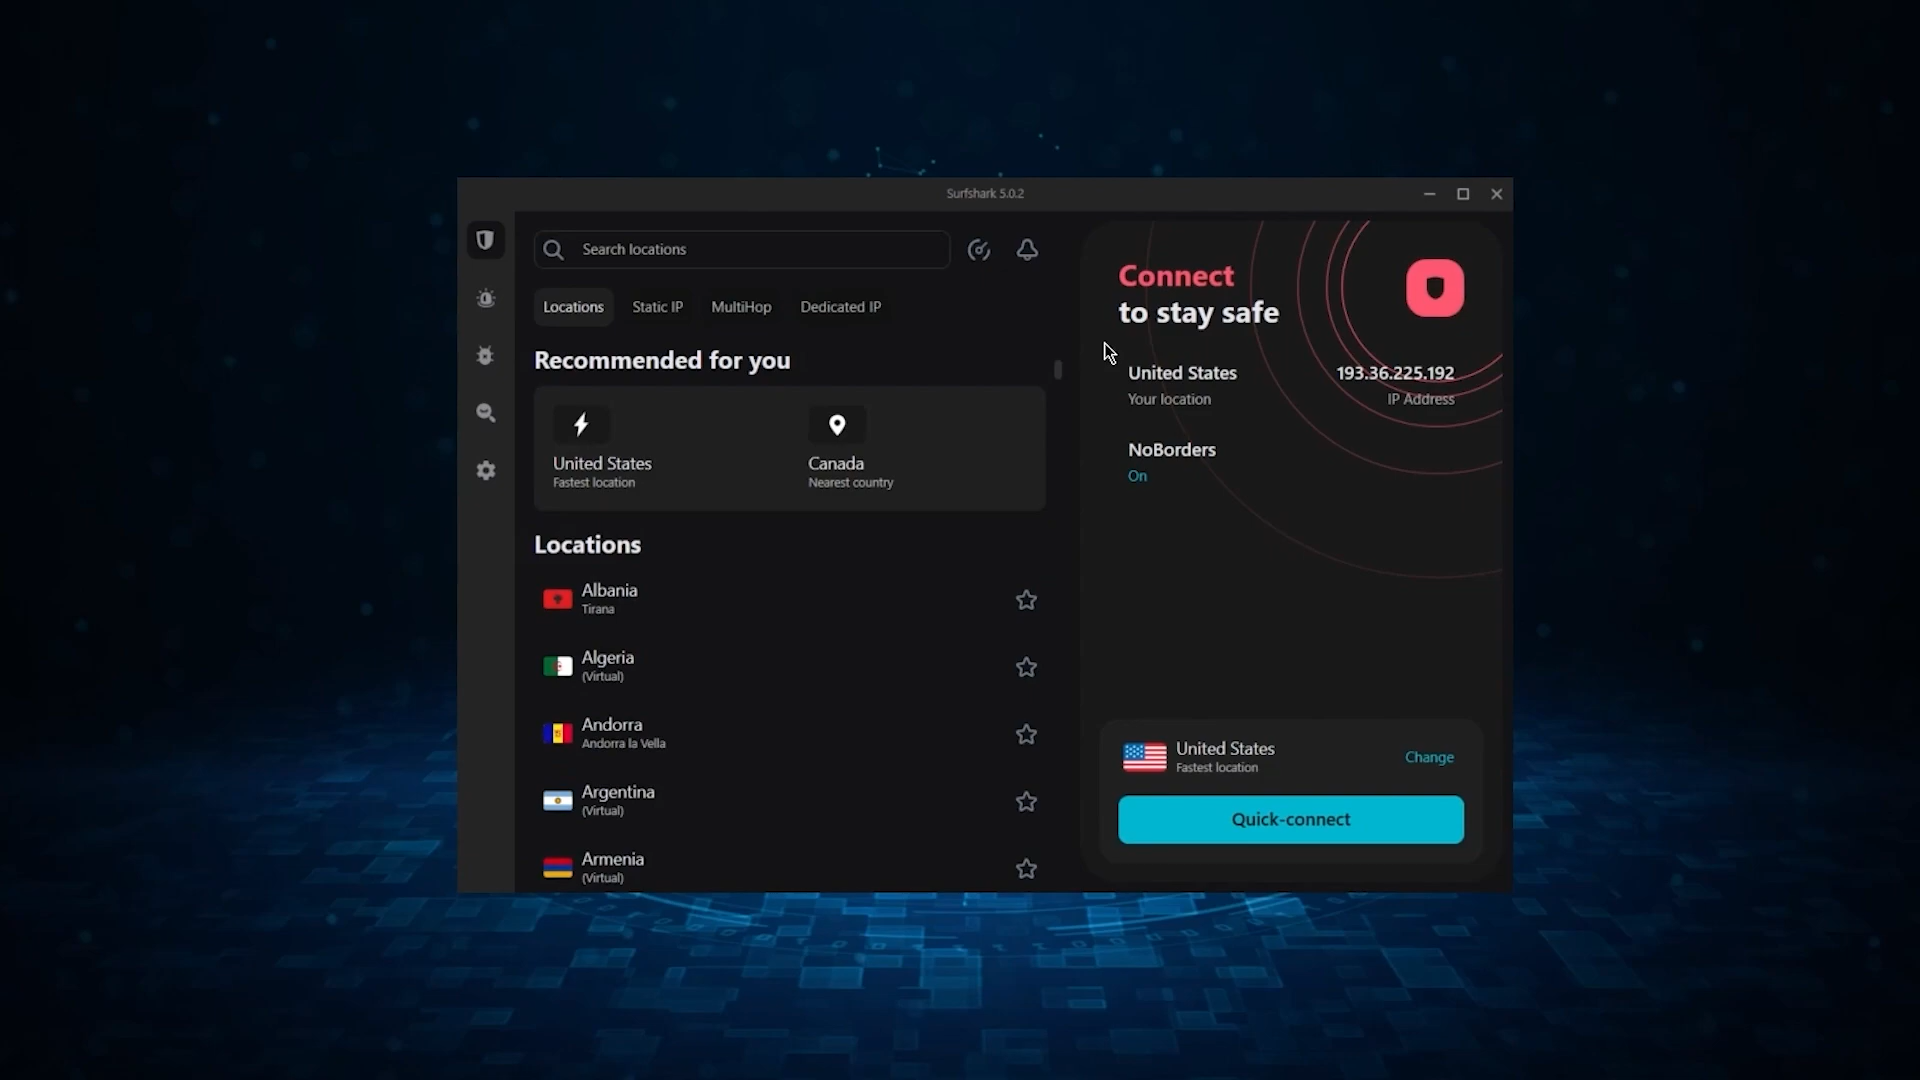 Surfshark 5.0.2
Search locations
Locations
Static IP
MultiHop
Dedicated IP
Recommended for you
United States
Fastest location
Canada
Nearest country
Locations
Albania
Tirana
Algeria
(Virtual)
Andorra
Andorra la Vella
Argentina
(Virtual)
Armenia
(Virtual)
Connect
to stay safe
United States
Your location
193.36.225.192
IP Address
NoBorders
On
United States
Fastest location
Change
Quick-connect